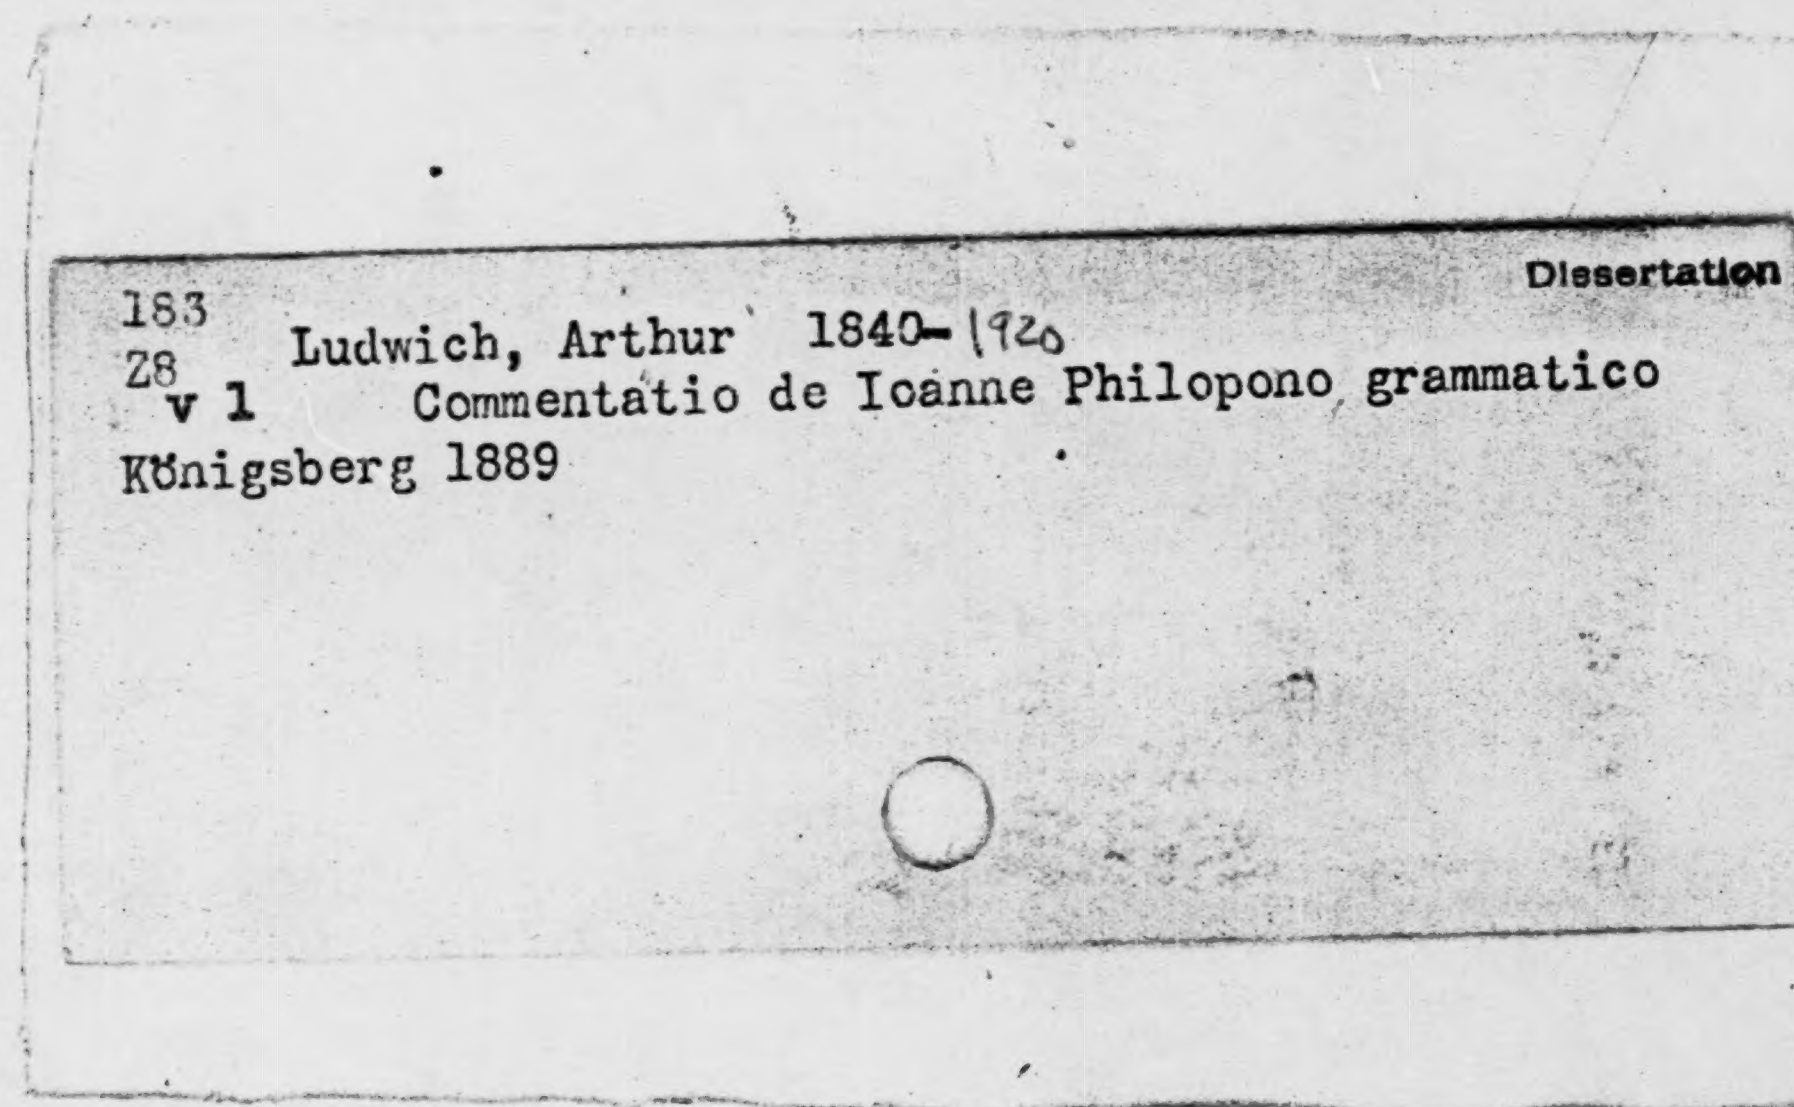 Dissertation
183
Ludwich, Arthur 1840-1920
Z8
v 1 Commentatio de Ioanne Philopono grammatico
Königsberg 1889